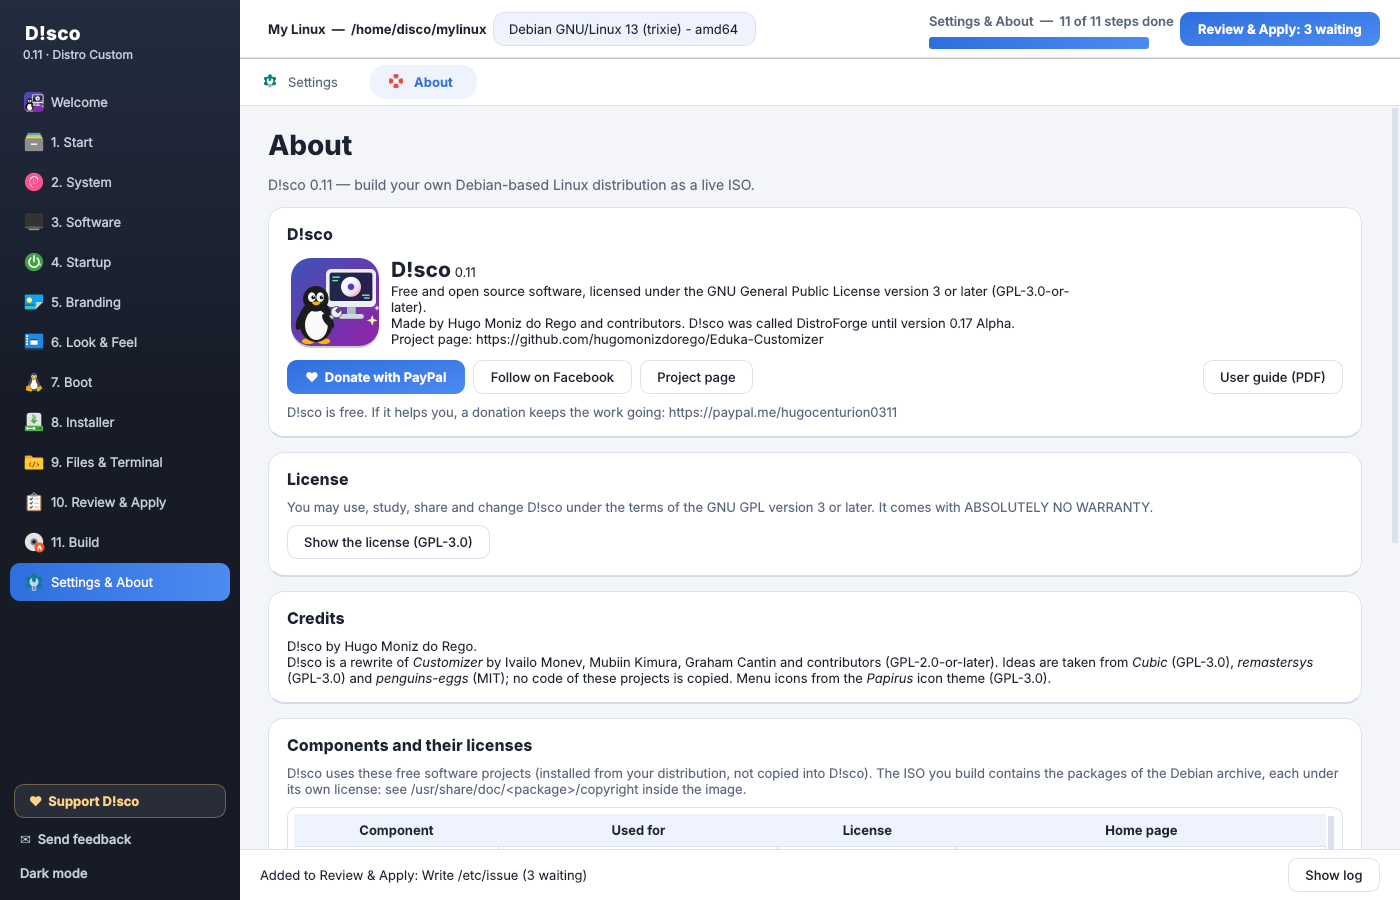 D!sco
0.11 · Distro Custom
Welcome
1. Start
2. System
3. Software
4. Startup
5. Branding
6. Look & Feel
7. Boot
8. Installer
9. Files & Terminal
10. Review & Apply
11. Build
Settings & About
Support D!sco
Send feedback
Dark mode
My Linux — /home/disco/mylinux
Debian GNU/Linux 13 (trixie) - amd64
Settings & About — 11 of 11 steps done
Review & Apply: 3 waiting
Settings
About
About
D!sco 0.11 — build your own Debian-based Linux distribution as a live ISO.
D!sco
D!sco 0.11
Free and open source software, licensed under the GNU General Public License version 3 or later (GPL-3.0-or-
later).
Made by Hugo Moniz do Rego and contributors. D!sco was called DistroForge until version 0.17 Alpha.
Project page: https://github.com/hugomonizdorego/Eduka-Customizer
Donate with PayPal
Follow on Facebook
Project page
User guide (PDF)
D!sco is free. If it helps you, a donation keeps the work going: https://paypal.me/hugocenturion0311
License
You may use, study, share and change D!sco under the terms of the GNU GPL version 3 or later. It comes with ABSOLUTELY NO WARRANTY.
Show the license (GPL-3.0)
Credits
D!sco by Hugo Moniz do Rego.
D!sco is a rewrite of Customizer by Ivailo Monev, Mubiin Kimura, Graham Cantin and contributors (GPL-2.0-or-later). Ideas are taken from Cubic (GPL-3.0), remastersys
(GPL-3.0) and penguins-eggs (MIT); no code of these projects is copied. Menu icons from the Papirus icon theme (GPL-3.0).
Components and their licenses
D!sco uses these free software projects (installed from your distribution, not copied into D!sco). The ISO you build contains the packages of the Debian archive, each under
its own license: see /usr/share/doc/<package>/copyright inside the image.
Component
Used for
License
Home page
Added to Review & Apply: Write /etc/issue (3 waiting)
Show log